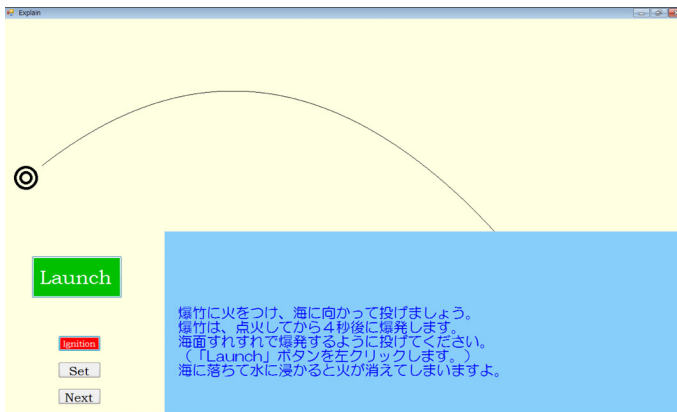 Explain
Launch
爆竹に火をつけ、海に向かって投げましょう。
爆竹は、点火してから４秒後に爆発します。
海面すれすれで爆発するように投げてください。
（「Launch」ボタンを左クリックします。）
海に落ちて水に浸かると火が消えてしまいますよ。
Ignition
Set
Next